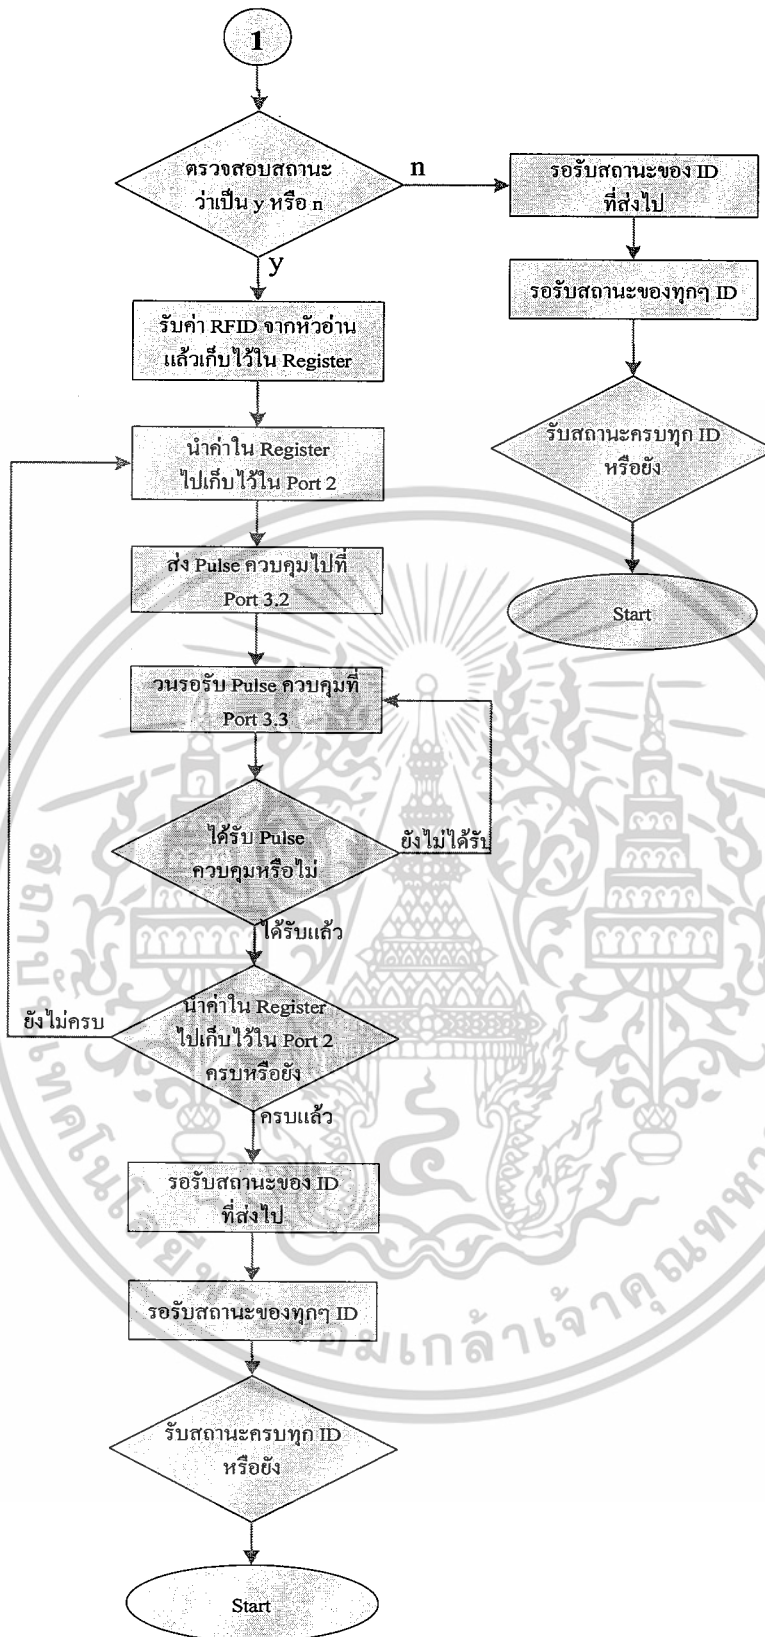 1
ตรวจสอบสถานะ
ว่าเป็น y หรือ n
n
รอรับสถานะของ ID
ที่ส่งไป
y
รอรับสถานะของทุกๆ ID
รับค่า RFID จากหัวอ่าน
แล้วเก็บไว้ใน Register
รับสถานะครบทุก ID
หรือยัง
นำค่าใน Register
ไปเก็บไว้ใน Port 2
Start
ส่ง Pulse ควบคุมไปที่
Port 3.2
วนรอรับ Pulse ควบคุมที่
Port 3.3
ได้รับ Pulse
ควบคุมหรือไม่
ยังไม่ได้รับ
ได้รับแล้ว
นำค่าใน Register
ไปเก็บไว้ใน Port 2
ครบหรือยัง
ยังไม่ครบ
ครบแล้ว
รอรับสถานะของ ID
ที่ส่งไป
รอรับสถานะของทุกๆ ID
รับสถานะครบทุก ID
หรือยัง
Start